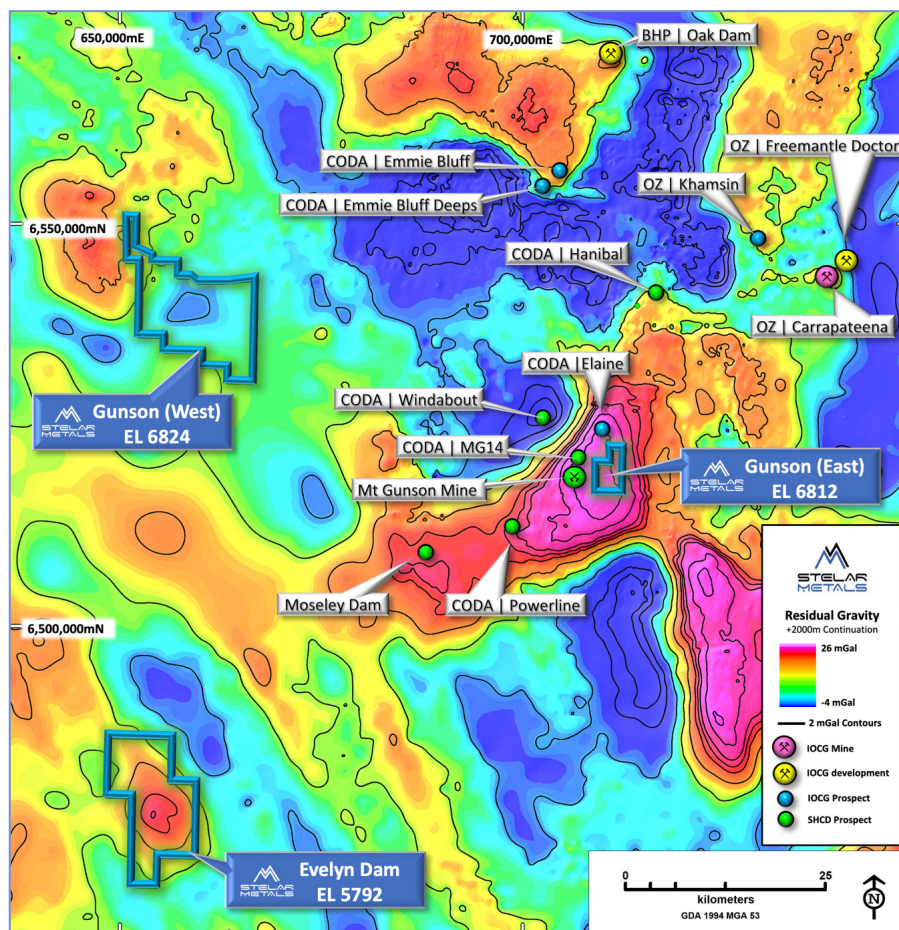 650,000mE
700,000mE
BHP | Oak Dam
OZ | Freemantle Doctor
CODA | Emmie Bluff
OZ | Khamsin
CODA | Emmie Bluff Deeps
6,550,000mN
CODA | Hanibal
OZ | Carrapateena
CODA |Elaine
CODA | Windabout
STELAR
METALS
Gunson (West)
EL 6824
CODA | MG14
STELAR
METALS
Gunson (East)
EL 6812
Mt Gunson Mine
Moseley Dam
CODA | Powerline
6,500,000mN
STELAR
METALS
Residual Gravity
+2000m Continuation
26 mGal
-4 mGal
2 mGal Contours
IOCG Mine
IOCG development
IOCG Prospect
SHCD Prospect
STELAR
METALS
Evelyn Dam
EL 5792
0
25
kilometers
GDA 1994 MGA 53
N